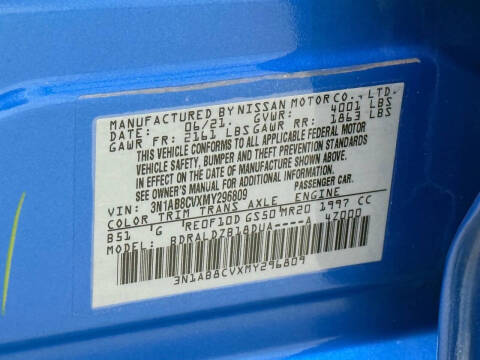 MANUFACTURED BY NISSAN MOTOR CO., LTD.
DATE: 06/21. GVWR: 4001 LBS
GAWR FR: 2161 LBS GAWR RR: 1863 LBS
THIS VEHICLE CONFORMS TO ALL APPLICABLE FEDERAL MOTOR
VEHICLE SAFETY, BUMPER AND THEFT PREVENTION STANDARDS
IN EFFECT ON THE DATE OF MANUFACTURE SHOWN ABOVE.
SEE OWNER'S MANUAL FOR ADDITIONAL INFORMATION.
VIN: 3N1AB8CVXMY296809 PASSENGER CAR.
COLOR TRIM TRANS AXLE ENGINE
B51 G RE0F10D GS50 MR20 1997 CC
MODEL: BDRALDZB18DUA----A 47000
3N1AB8CVXMY296809